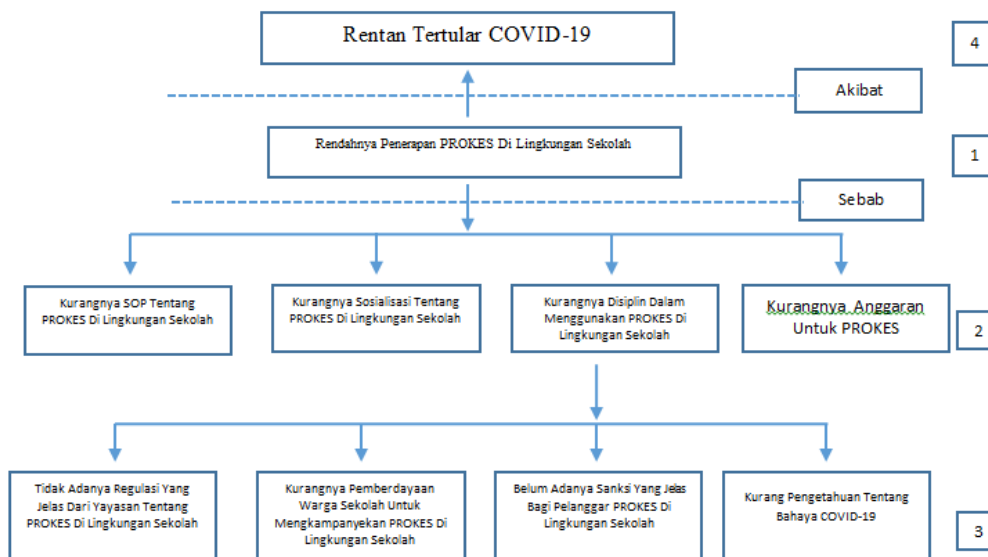 Rentan Tertular COVID-19
4
Akibat
Rendahnya Penerapan PROKES Di Lingkungan Sekolah
1
Sebab
Kurangnya SOP Tentang
PROKES Di Lingkungan Sekolah
Kurangnya Sosialisasi Tentang
PROKES Di Lingkungan Sekolah
Kurangnya Disiplin Dalam
Menggunakan PROKES Di
Lingkungan Sekolah
Kurangnya Anggaran
Untuk PROKES
2
Tidak Adanya Regulasi Yang
Jelas Dari Yayasan Tentang
PROKES Di Lingkungan Sekolah
Kurangnya Pemberdayaan
Warga Sekolah Untuk
Mengkampanyekan PROKES Di
Lingkungan Sekolah
Belum Adanya Sanksi Yang Jelas
Bagi Pelanggar PROKES Di
Lingkungan Sekolah
Kurang Pengetahuan Tentang
Bahaya COVID-19
3